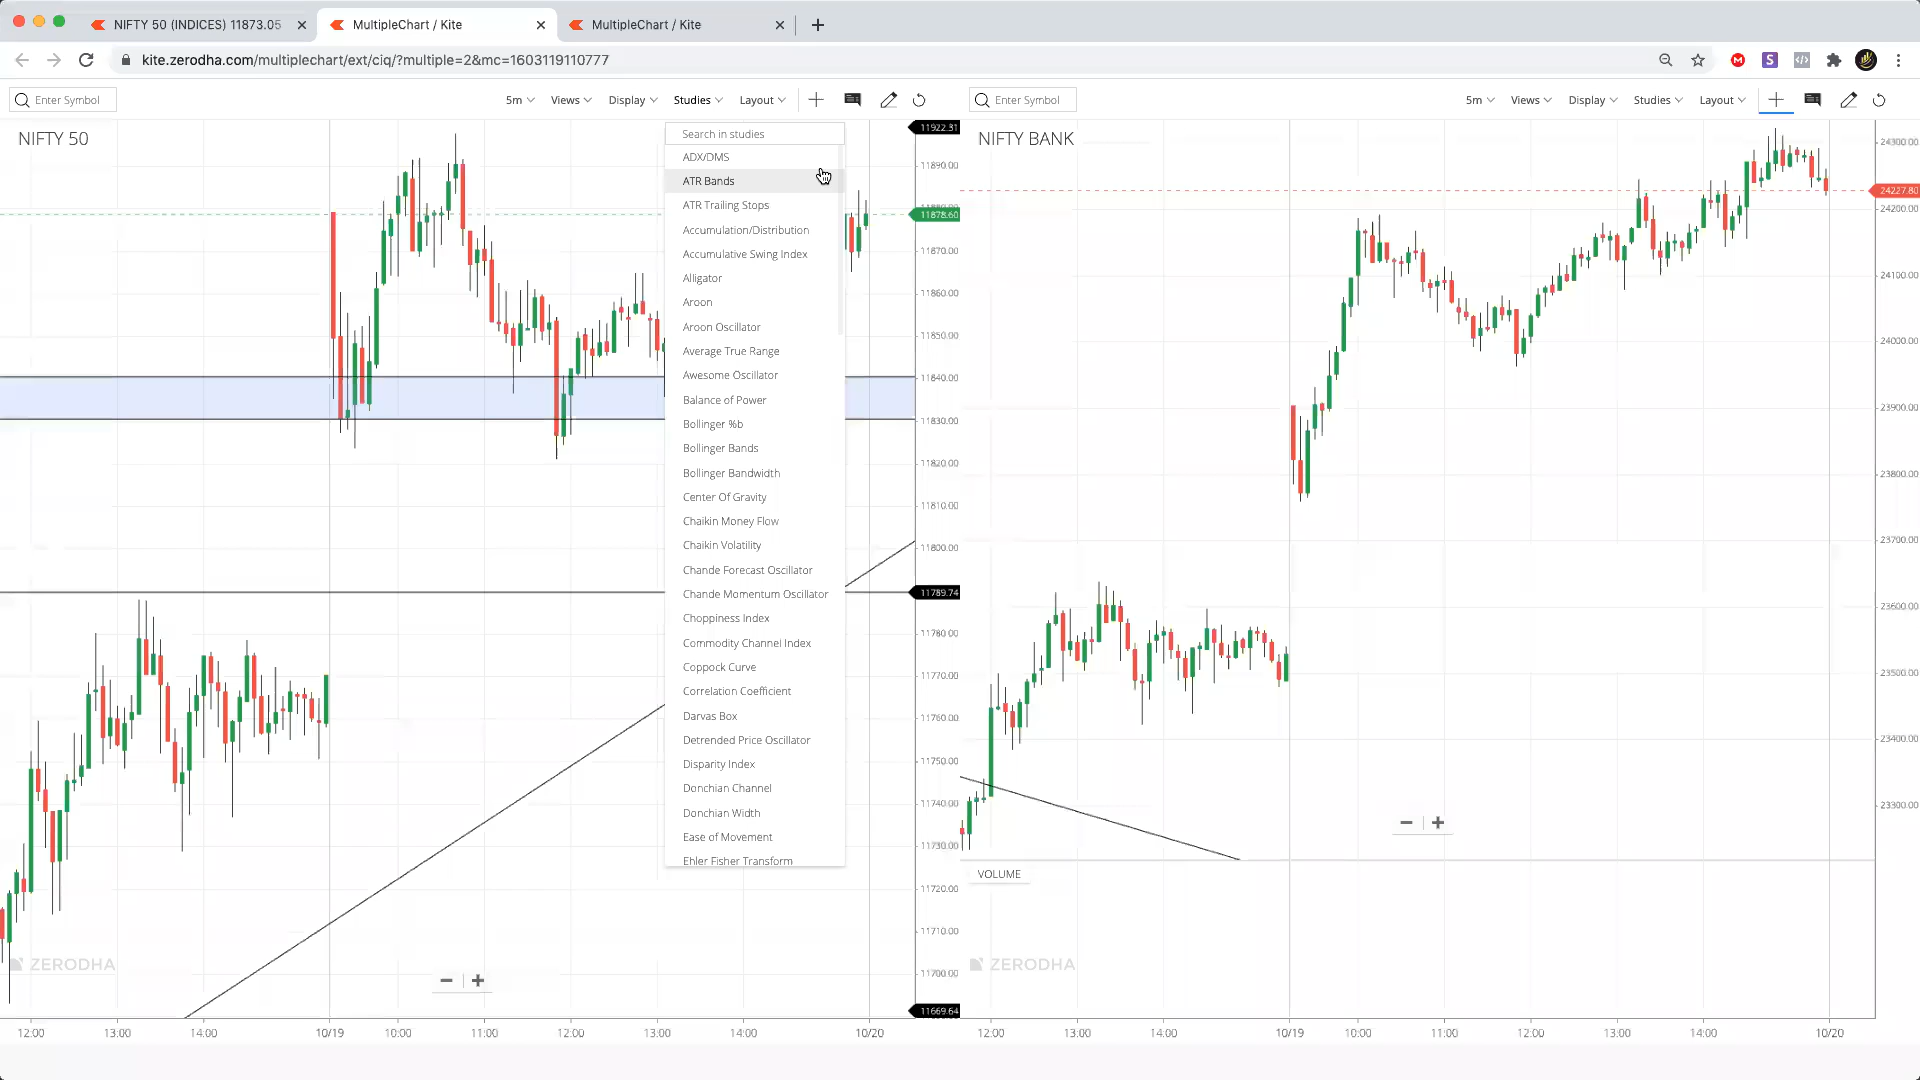 NIFTY 50 (INDICES) 11873.05
MultipleChart / Kite
MultipleChart / Kite
kite.zerodha.com/multiplechart/ext/ciq/?multiple=2&mc=1603119110777
Enter Symbol
5m
Views
Display
Studies
Layout
Enter Symbol
5m
Views
Display
Studies
Layout
NIFTY 50
Search in studies
ADX/DMS
ATR Bands
ATR Trailing Stops
Accumulation/Distribution
Accumulative Swing Index
Alligator
Aroon
Aroon Oscillator
Average True Range
Awesome Oscillator
Balance of Power
Bollinger %b
Bollinger Bands
Bollinger Bandwidth
Center Of Gravity
Chaikin Money Flow
Chaikin Volatility
Chande Forecast Oscillator
Chande Momentum Oscillator
Choppiness Index
Commodity Channel Index
Coppock Curve
Correlation Coefficient
Darvas Box
Detrended Price Oscillator
Disparity Index
Donchian Channel
Donchian Width
Ease of Movement
Ehler Fisher Transform
11922.31
11890.00
11878.60
11870.00
11860.00
11850.00
11840.00
11830.00
11820.00
11810.00
11800.00
11789.74
11780.00
11770.00
11760.00
11750.00
11740.00
11730.00
11720.00
11710.00
11700.00
11669.64
ZERODHA
12:00
13:00
14:00
10/19
10:00
11:00
12:00
13:00
14:00
10/20
NIFTY BANK
24300.00
24227.80
24200.00
24100.00
24000.00
23900.00
23800.00
23700.00
23600.00
23500.00
23400.00
23300.00
VOLUME
ZERODHA
12:00
13:00
14:00
10/19
10:00
11:00
12:00
13:00
14:00
10/20